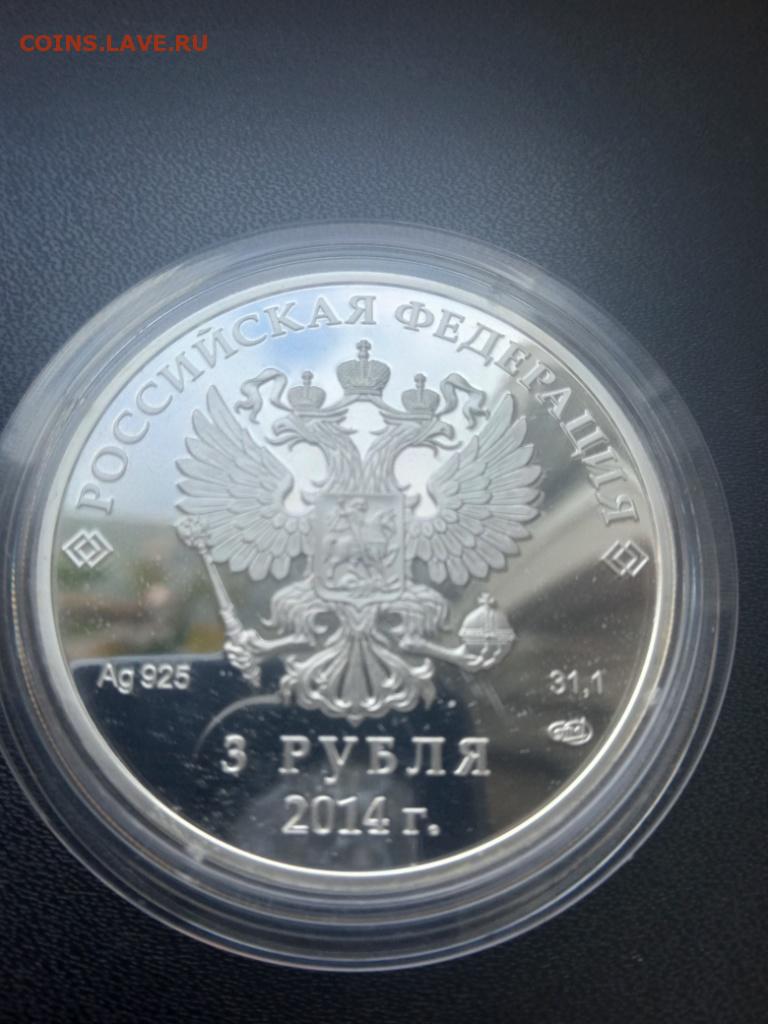 COINS.LAVE.RU
РОССИЙСКАЯ ФЕДЕРАЦИЯ
Ag 925
31,1
3 РУБЛЯ
2014 г.